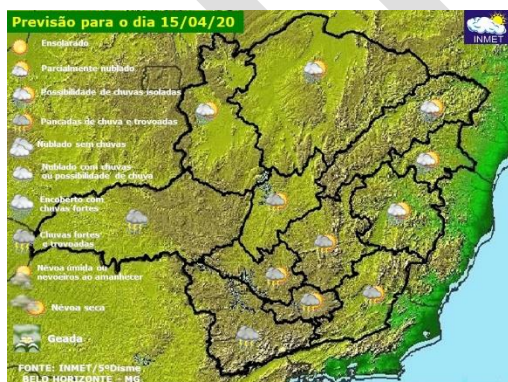 Previsão para o dia 15/04/20
INMET
Ensolarado
Parcialmente nublado
Possibilidade de chuvas isoladas
Pancadas de chuva e trovoadas
Nublado sem chuvas
Nublado com chuvas
ou possibilidade de chuva
Encoberto com
chuvas fortes
Chuvas fortes
e trovoadas
Névoa úmida ou
nevoeiros ao amanhecer
Névoa seca
Geada
FONTE: INMET/5ºDisme
BELO HORIZONTE - MG